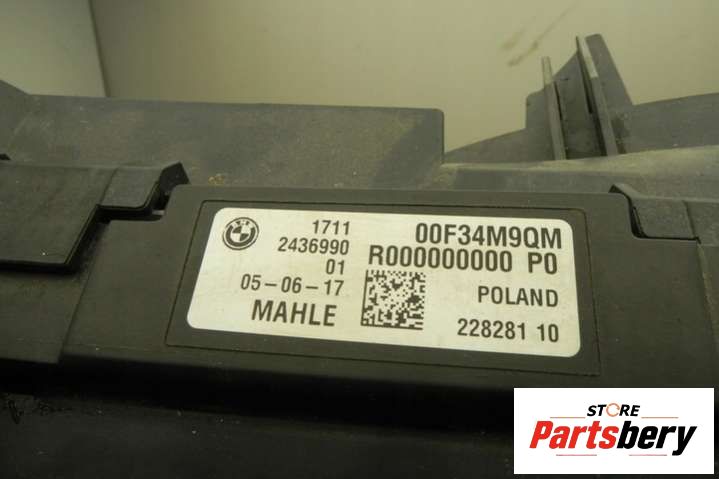 1711
2436990
01
05-06-17
MAHLE
00F34M9QM
R000000000 P0
POLAND
228281 10
STORE
Partsbery